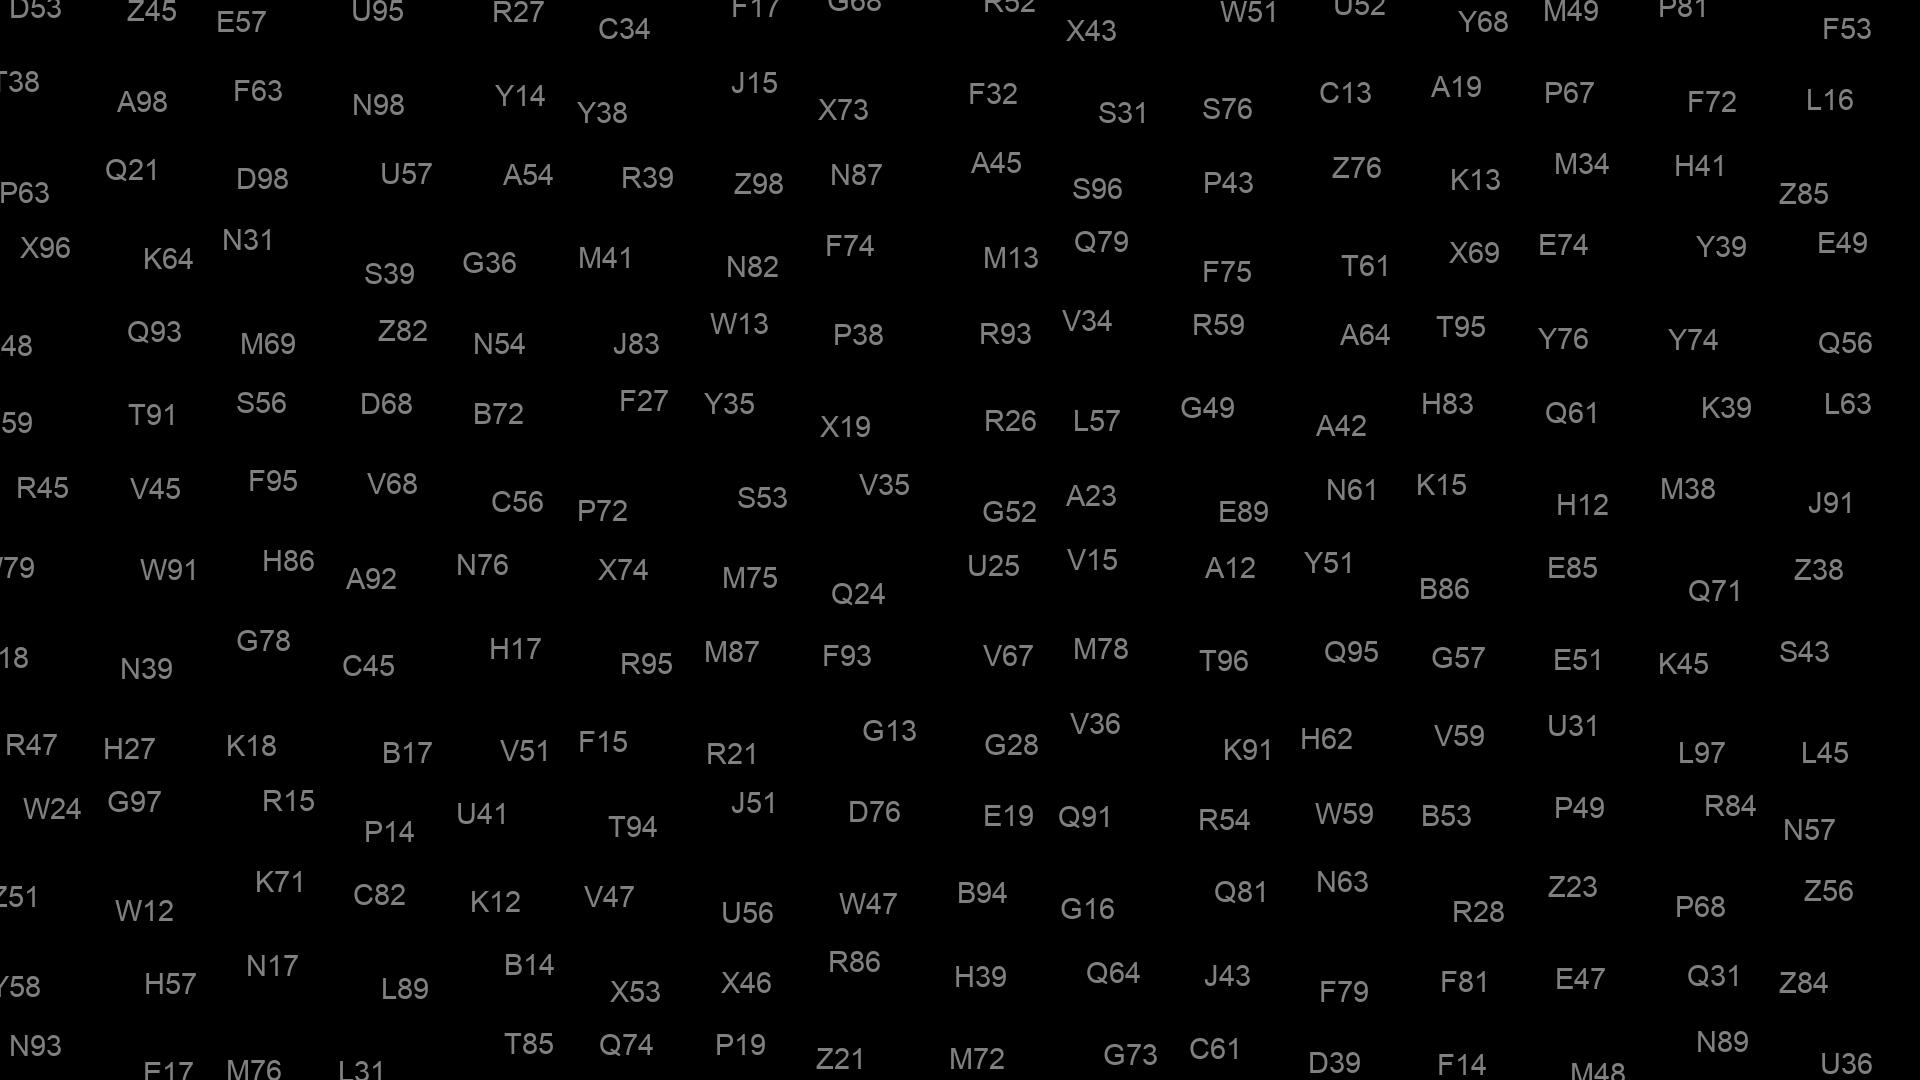 D53 Z45 E57 U95 R27 C34 F17 G68 R52 X43 W51 U52 Y68 M49 P81 F53
T38 A98 F63 N98 Y14 Y38 J15 X73 F32 S31 S76 C13 A19 P67 F72 L16
P63 Q21 D98 U57 A54 R39 Z98 N87 A45 S96 P43 Z76 K13 M34 H41 Z85
X96 K64 N31 S39 G36 M41 N82 F74 M13 Q79 F75 T61 X69 E74 Y39 E49
48 Q93 M69 Z82 N54 J83 W13 P38 R93 V34 R59 A64 T95 Y76 Y74 Q56
59 T91 S56 D68 B72 F27 Y35 X19 R26 L57 G49 A42 H83 Q61 K39 L63
R45 V45 F95 V68 C56 P72 S53 V35 G52 A23 E89 N61 K15 H12 M38 J91
79 W91 H86 A92 N76 X74 M75 Q24 U25 V15 A12 Y51 B86 E85 Q71 Z38
18 N39 G78 C45 H17 R95 M87 F93 V67 M78 T96 Q95 G57 E51 K45 S43
R47 H27 K18 B17 V51 F15 R21 G13 G28 V36 K91 H62 V59 U31 L97 L45
W24 G97 R15 P14 U41 T94 J51 D76 E19 Q91 R54 W59 B53 P49 R84 N57
Z51 W12 K71 C82 K12 V47 U56 W47 B94 G16 Q81 N63 R28 Z23 P68 Z56
Y58 H57 N17 L89 B14 X53 X46 R86 H39 Q64 J43 F79 F81 E47 Q31 Z84
N93 M76 L31 T85 Q74 P19 Z21 M72 G73 C61 D39 F14 M48 N89 U36